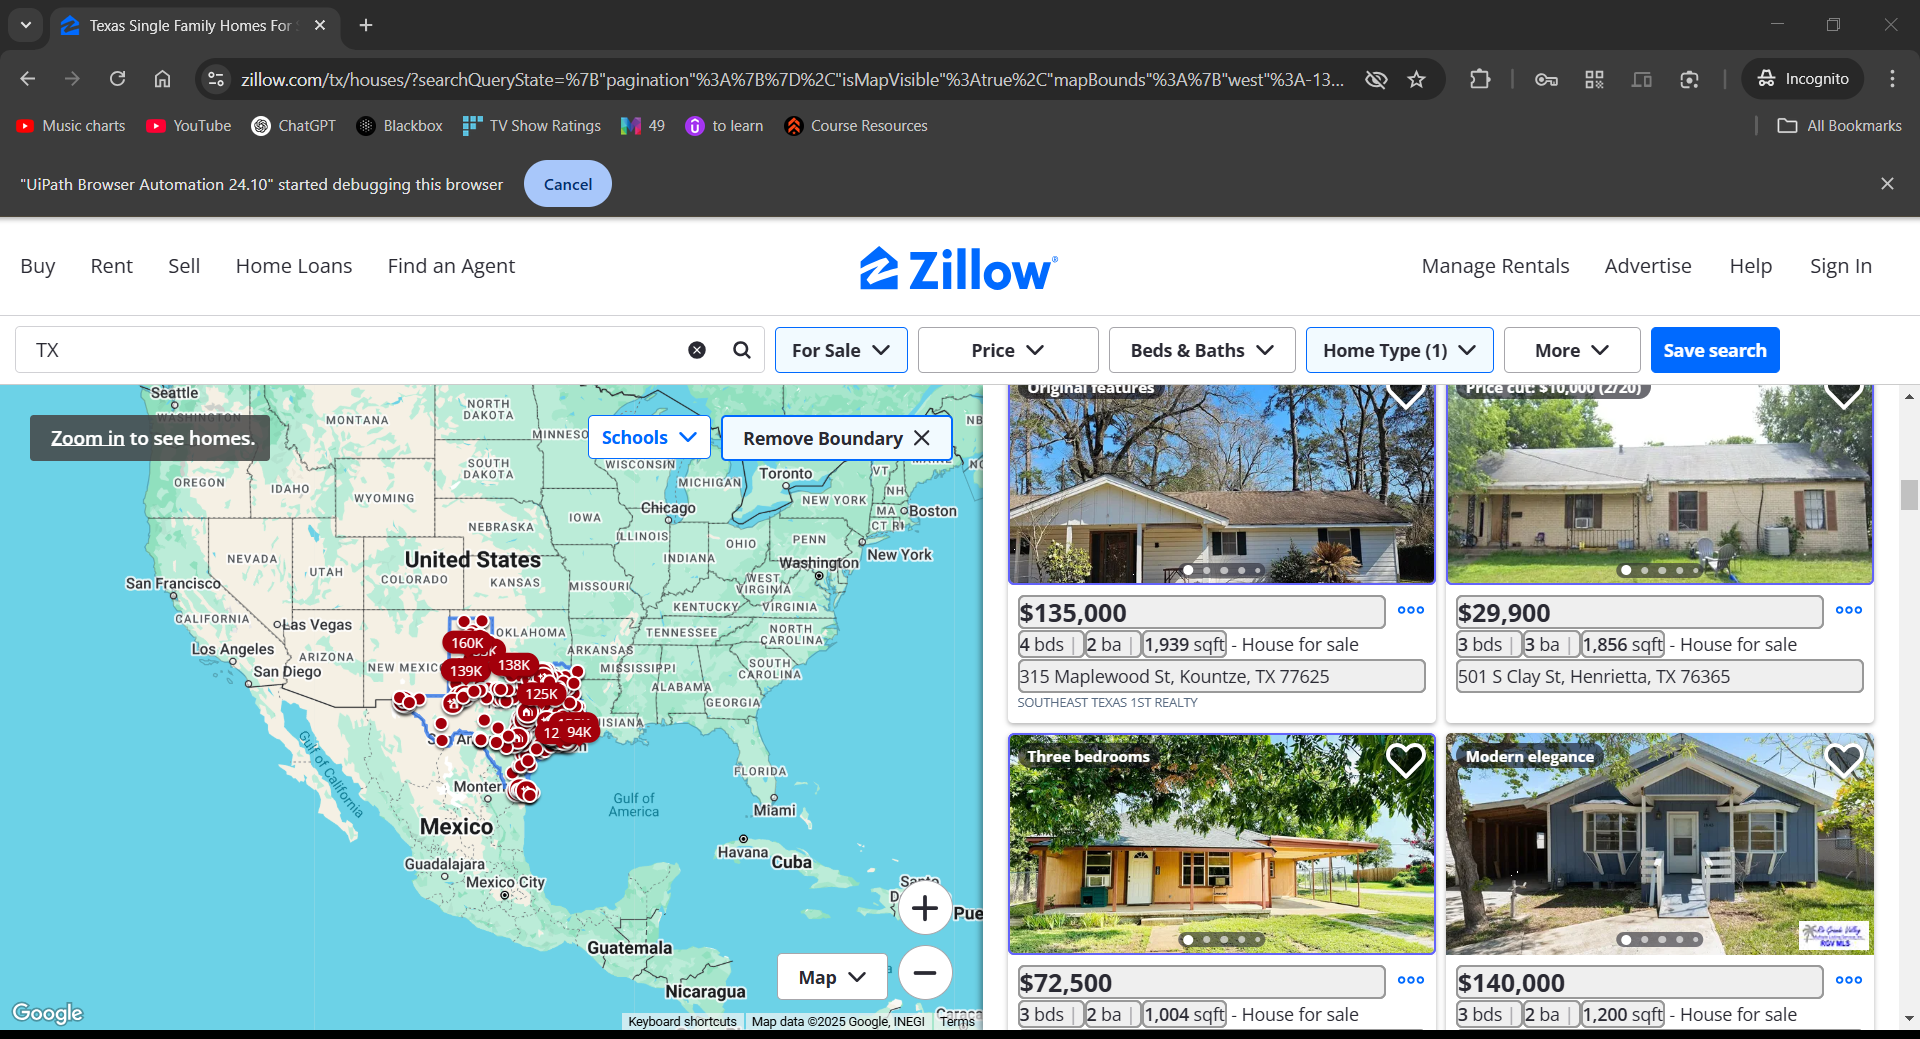 Texas Single Family Homes For
zillow.com/tx/houses/?searchQueryState=%7B"pagination"%3A%7B%7D%2C"isMapVisible"%3Atrue%2C"mapBounds"%3A%7B"west"%3A-13...
Incognito
Music charts
YouTube
ChatGPT
Blackbox
TV Show Ratings
49
to learn
Course Resources
All Bookmarks
"UiPath Browser Automation 24.10" started debugging this browser
Cancel
Buy
Rent
Sell
Home Loans
Find an Agent
Zillow
Manage Rentals
Advertise
Help
Sign In
TX
For Sale
Price
Beds & Baths
Home Type (1)
More
Save search
Zoom in to see homes.
Schools
Remove Boundary
Seattle
WASHINGTON
MONTANA
NORTH
DAKOTA
OREGON
IDAHO
SOUTH
DAKOTA
WISCONSIN
MICHIGAN
Toronto
VT
NH
WYOMING
NEW YORK
MA
Boston
IOWA
Chicago
CT RI
NEBRASKA
ILLINOIS
INDIANA
OHIO
PENN
New York
NEVADA
UTAH
United States
COLORADO
KANSAS
MISSOURI
Washington
WEST
VIRGINIA
KENTUCKY
VIRGINIA
San Francisco
CALIFORNIA
Las Vegas
OKLAHOMA
TENNESSEE
NORTH
CAROLINA
Los Angeles
ARIZONA
NEW MEXICO
ARKANSAS
MISSISSIPPI
SOUTH
CAROLINA
San Diego
ALABAMA
GEORGIA
160K
139K
138K
125K
94K
FLORIDA
Gulf of California
Gulf of
America
Miami
Mexico
Havana
Cuba
Guadalajara
Mexico City
Guatemala
Nicaragua
Map
Google
Keyboard shortcuts
Map data ©2025 Google, INEGI
Terms
Original features
$135,000
4 bds | 2 ba | 1,939 sqft - House for sale
315 Maplewood St, Kountze, TX 77625
SOUTHEAST TEXAS 1ST REALTY
Price cut: $10,000 (2/20)
$29,900
3 bds | 3 ba | 1,856 sqft - House for sale
501 S Clay St, Henrietta, TX 76365
Three bedrooms
$72,500
3 bds | 2 ba | 1,004 sqft - House for sale
Modern elegance
RGV MLS
$140,000
3 bds | 2 ba | 1,200 sqft - House for sale